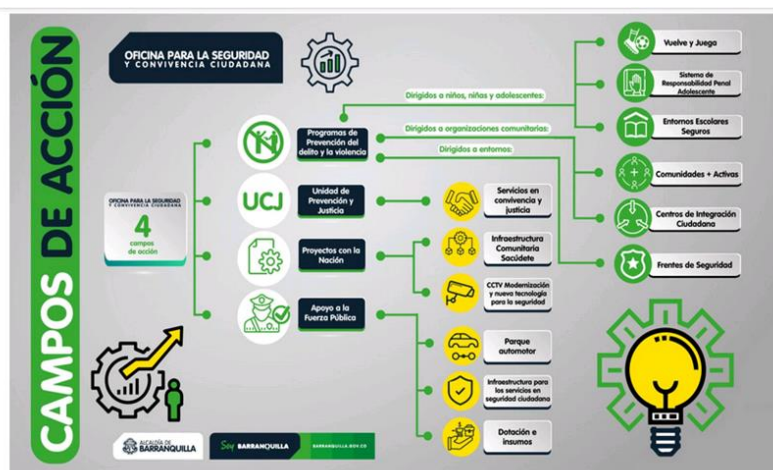 CAMPOS DE ACCIÓN
OFICINA PARA LA SEGURIDAD
Y CONVIVENCIA CIUDADANA
OFICINA PARA LA SEGURIDAD
Y CONVIVENCIA CIUDADANA
4
campos
de acción
Programas de
Prevención del
delito y la violencia
Dirigidos a niños, niñas y adolescentes:
Dirigidos a organizaciones comunitarias:
Dirigidos a entornos:
Vuelve y Juega
Sistema de
Responsabilidad Penal
Adolescente
Entornos Escolares
Seguros
Comunidades + Activas
Centros de Integración
Ciudadana
Frentes de Seguridad
UCJ
Unidad de
Prevención y
Justicia
Servicios en
convivencia y
justicia
Proyectos con la
Nación
Infraestructura
Comunitaria
Sacúdete
CCTV Modernización
y nueva tecnología
para la seguridad
Apoyo a la
Fuerza Pública
Parque
automotor
Infraestructura para
los servicios en
seguridad ciudadana
Dotación e
insumos
ALCALDÍA DE
BARRANQUILLA
Soy BARRANQUILLA
BARRANQUILLA.GOV.CO